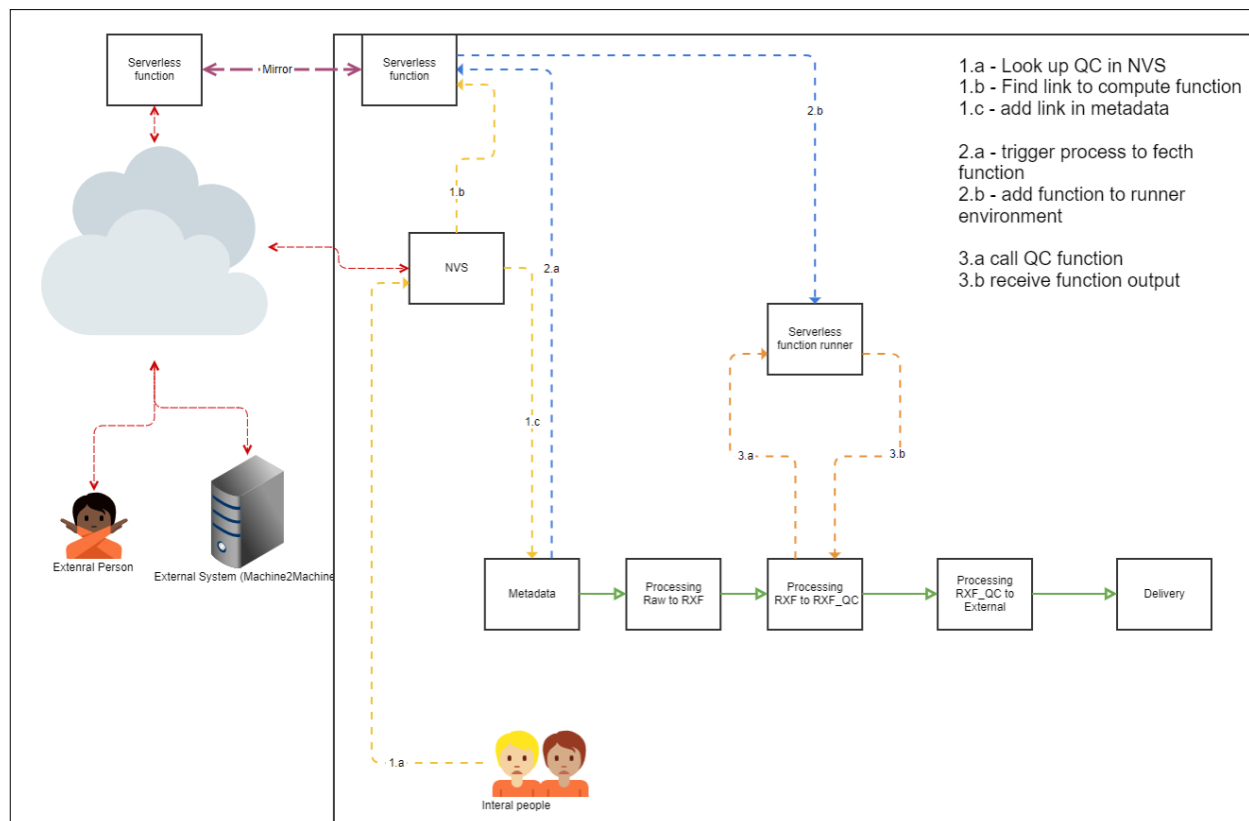 Serverless
function
Mirror
Serverless
function
1.a - Look up QC in NVS
1.b - Find link to compute function
1.c - add link in metadata
2.a - trigger process to fecth
function
2.b - add function to runner
environment
3.a call QC function
3.b receive function output
2.b
1.b
NVS
2.a
Serverless
function runner
1.c
3.a
3.b
Extenral Person
External System (Machine2Machine
Metadata
Processing
Raw to RXF
Processing
RXF to RXF_QC
Processing
RXF_QC to
External
Delivery
1.a
Interal people